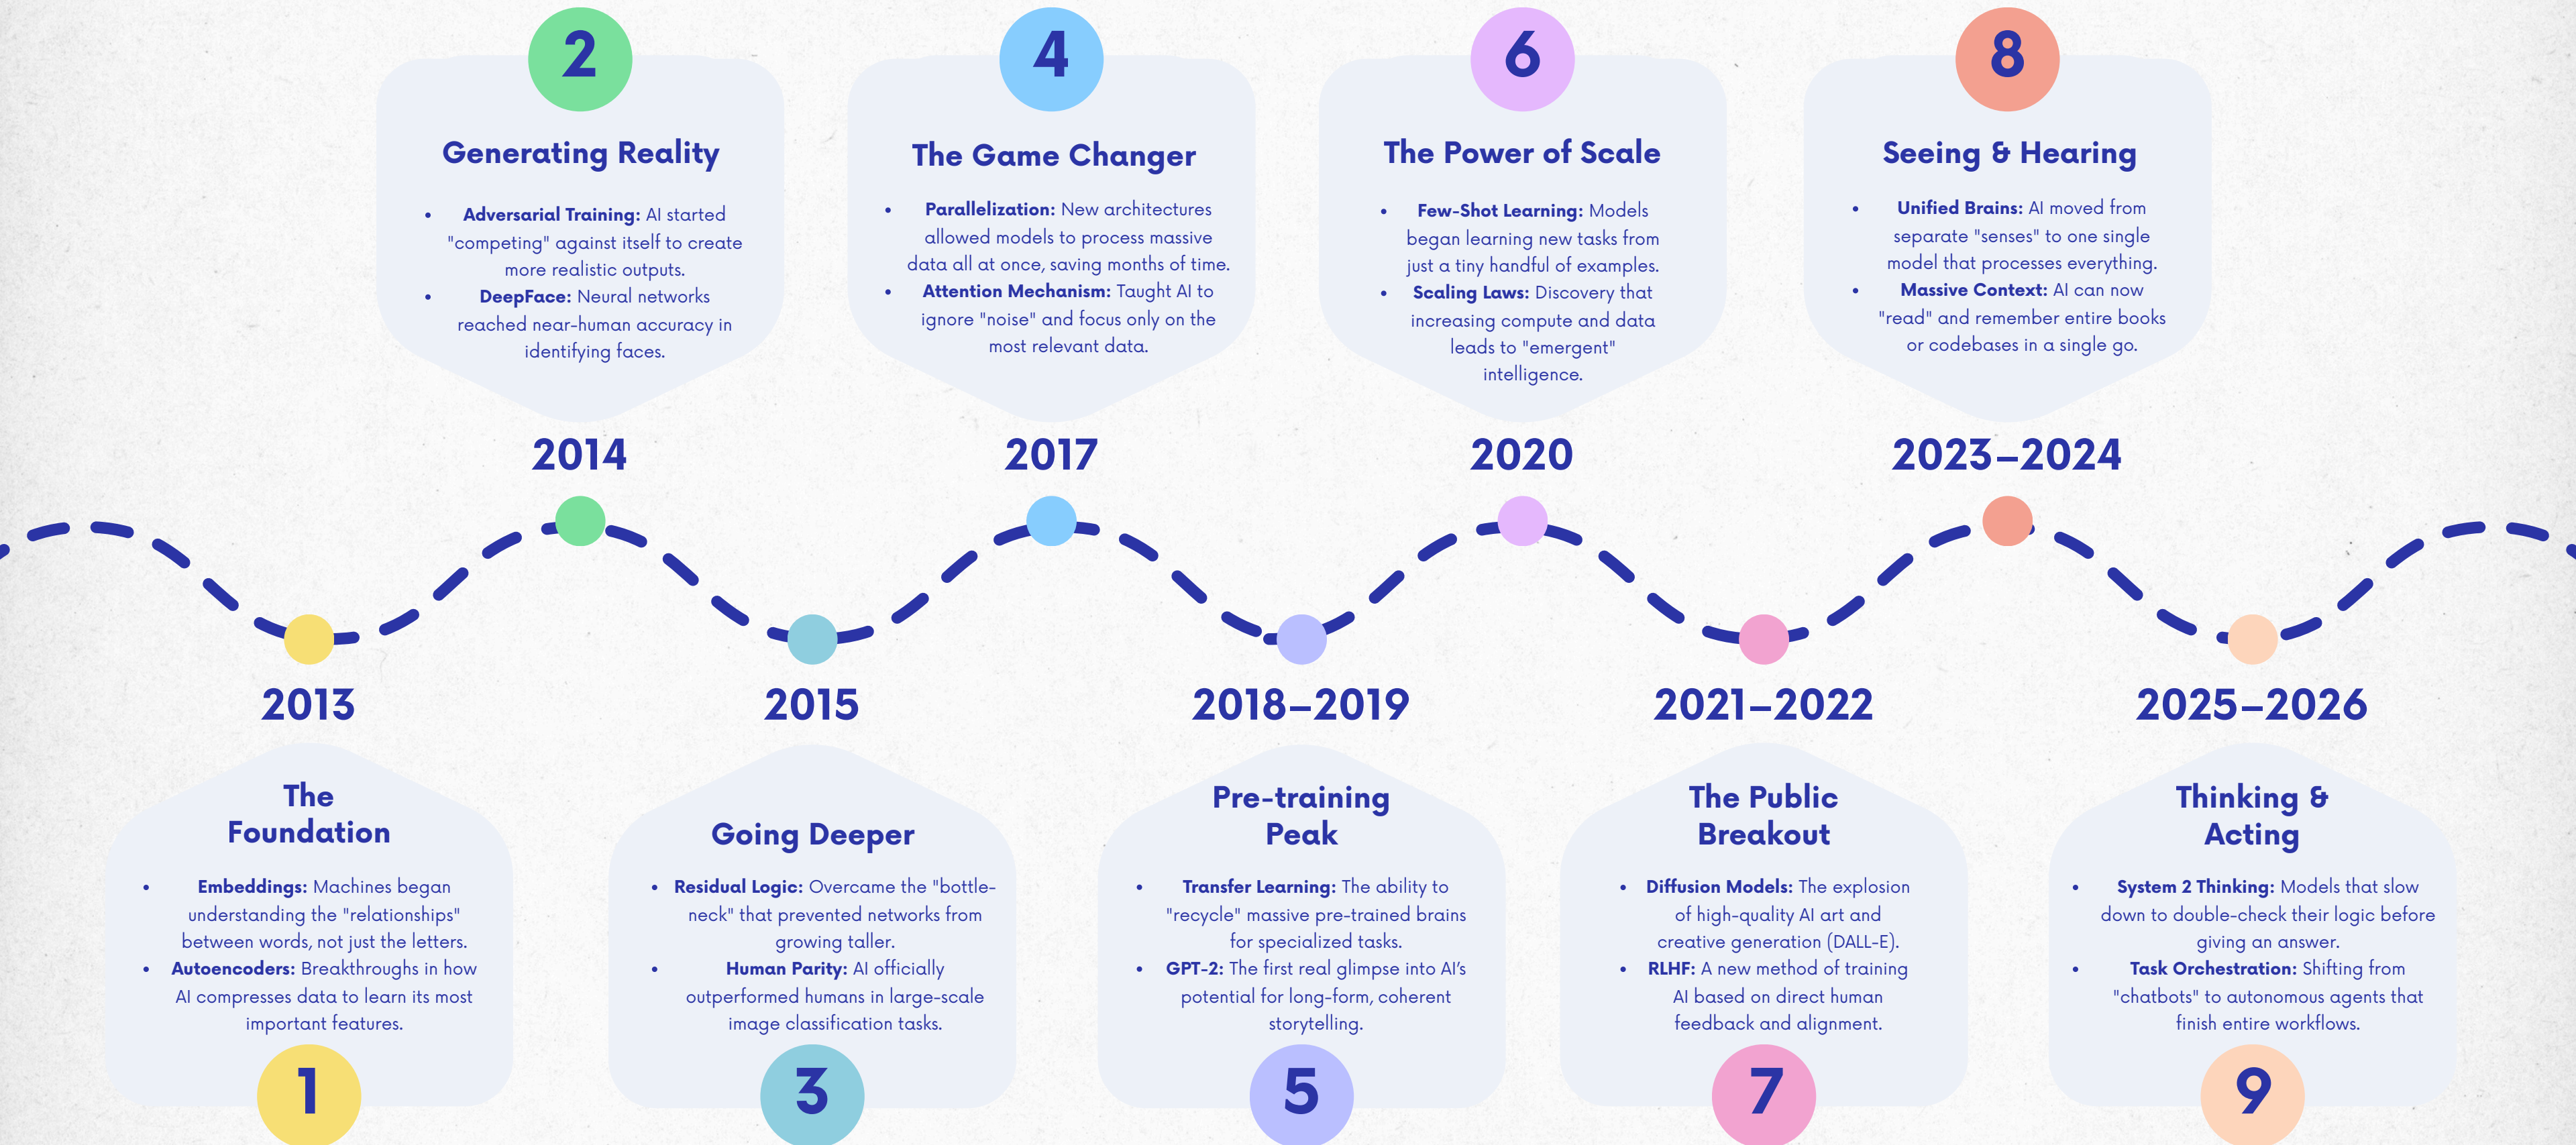 2
Generating Reality
• Adversarial Training: AI started
"competing" against itself to create
more realistic outputs.
• DeepFace: Neural networks
reached near-human accuracy in
identifying faces.
2014
4
The Game Changer
• Parallelization: New architectures
allowed models to process massive
data all at once, saving months of time.
• Attention Mechanism: Taught AI to
ignore "noise" and focus only on the
most relevant data.
2017
6
The Power of Scale
• Few-Shot Learning: Models
began learning new tasks from
just a tiny handful of examples.
• Scaling Laws: Discovery that
increasing compute and data
leads to "emergent"
intelligence.
2020
8
Seeing & Hearing
• Unified Brains: AI moved from
separate "senses" to one single
model that processes everything.
• Massive Context: AI can now
"read" and remember entire books
or codebases in a single go.
2023–2024
2013
The
Foundation
• Embeddings: Machines began
understanding the "relationships"
between words, not just the letters.
• Autoencoders: Breakthroughs in how
AI compresses data to learn its most
important features.
1
2015
Going Deeper
• Residual Logic: Overcame the "bottle-
neck" that prevented networks from
growing taller.
• Human Parity: AI officially
outperformed humans in large-scale
image classification tasks.
3
2018–2019
Pre-training
Peak
• Transfer Learning: The ability to
"recycle" massive pre-trained brains
for specialized tasks.
• GPT-2: The first real glimpse into AI's
potential for long-form, coherent
storytelling.
5
2021–2022
The Public
Breakout
• Diffusion Models: The explosion
of high-quality AI art and
creative generation (DALL-E).
• RLHF: A new method of training
AI based on direct human
feedback and alignment.
7
2025–2026
Thinking &
Acting
• System 2 Thinking: Models that slow
down to double-check their logic before
giving an answer.
• Task Orchestration: Shifting from
"chatbots" to autonomous agents that
finish entire workflows.
9